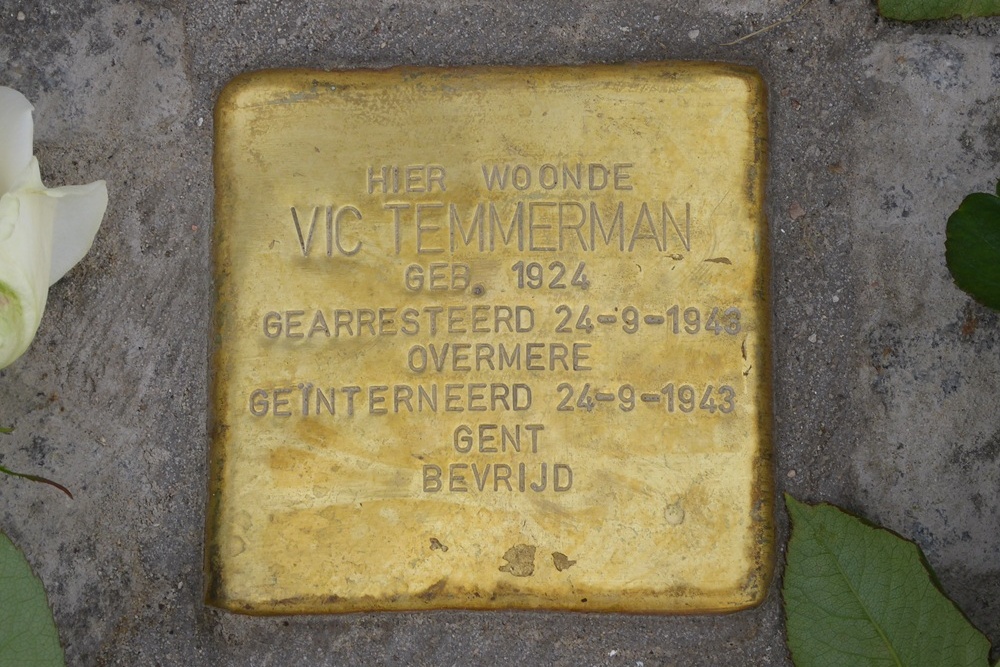 HIER WOONDE
VIC TEMMERMAN
GEB. 1924
GEARRESTEERD 24-9-1943
OVERMERE
GEÏNTERNEERD 24-9-1943
GENT
BEVRIJD